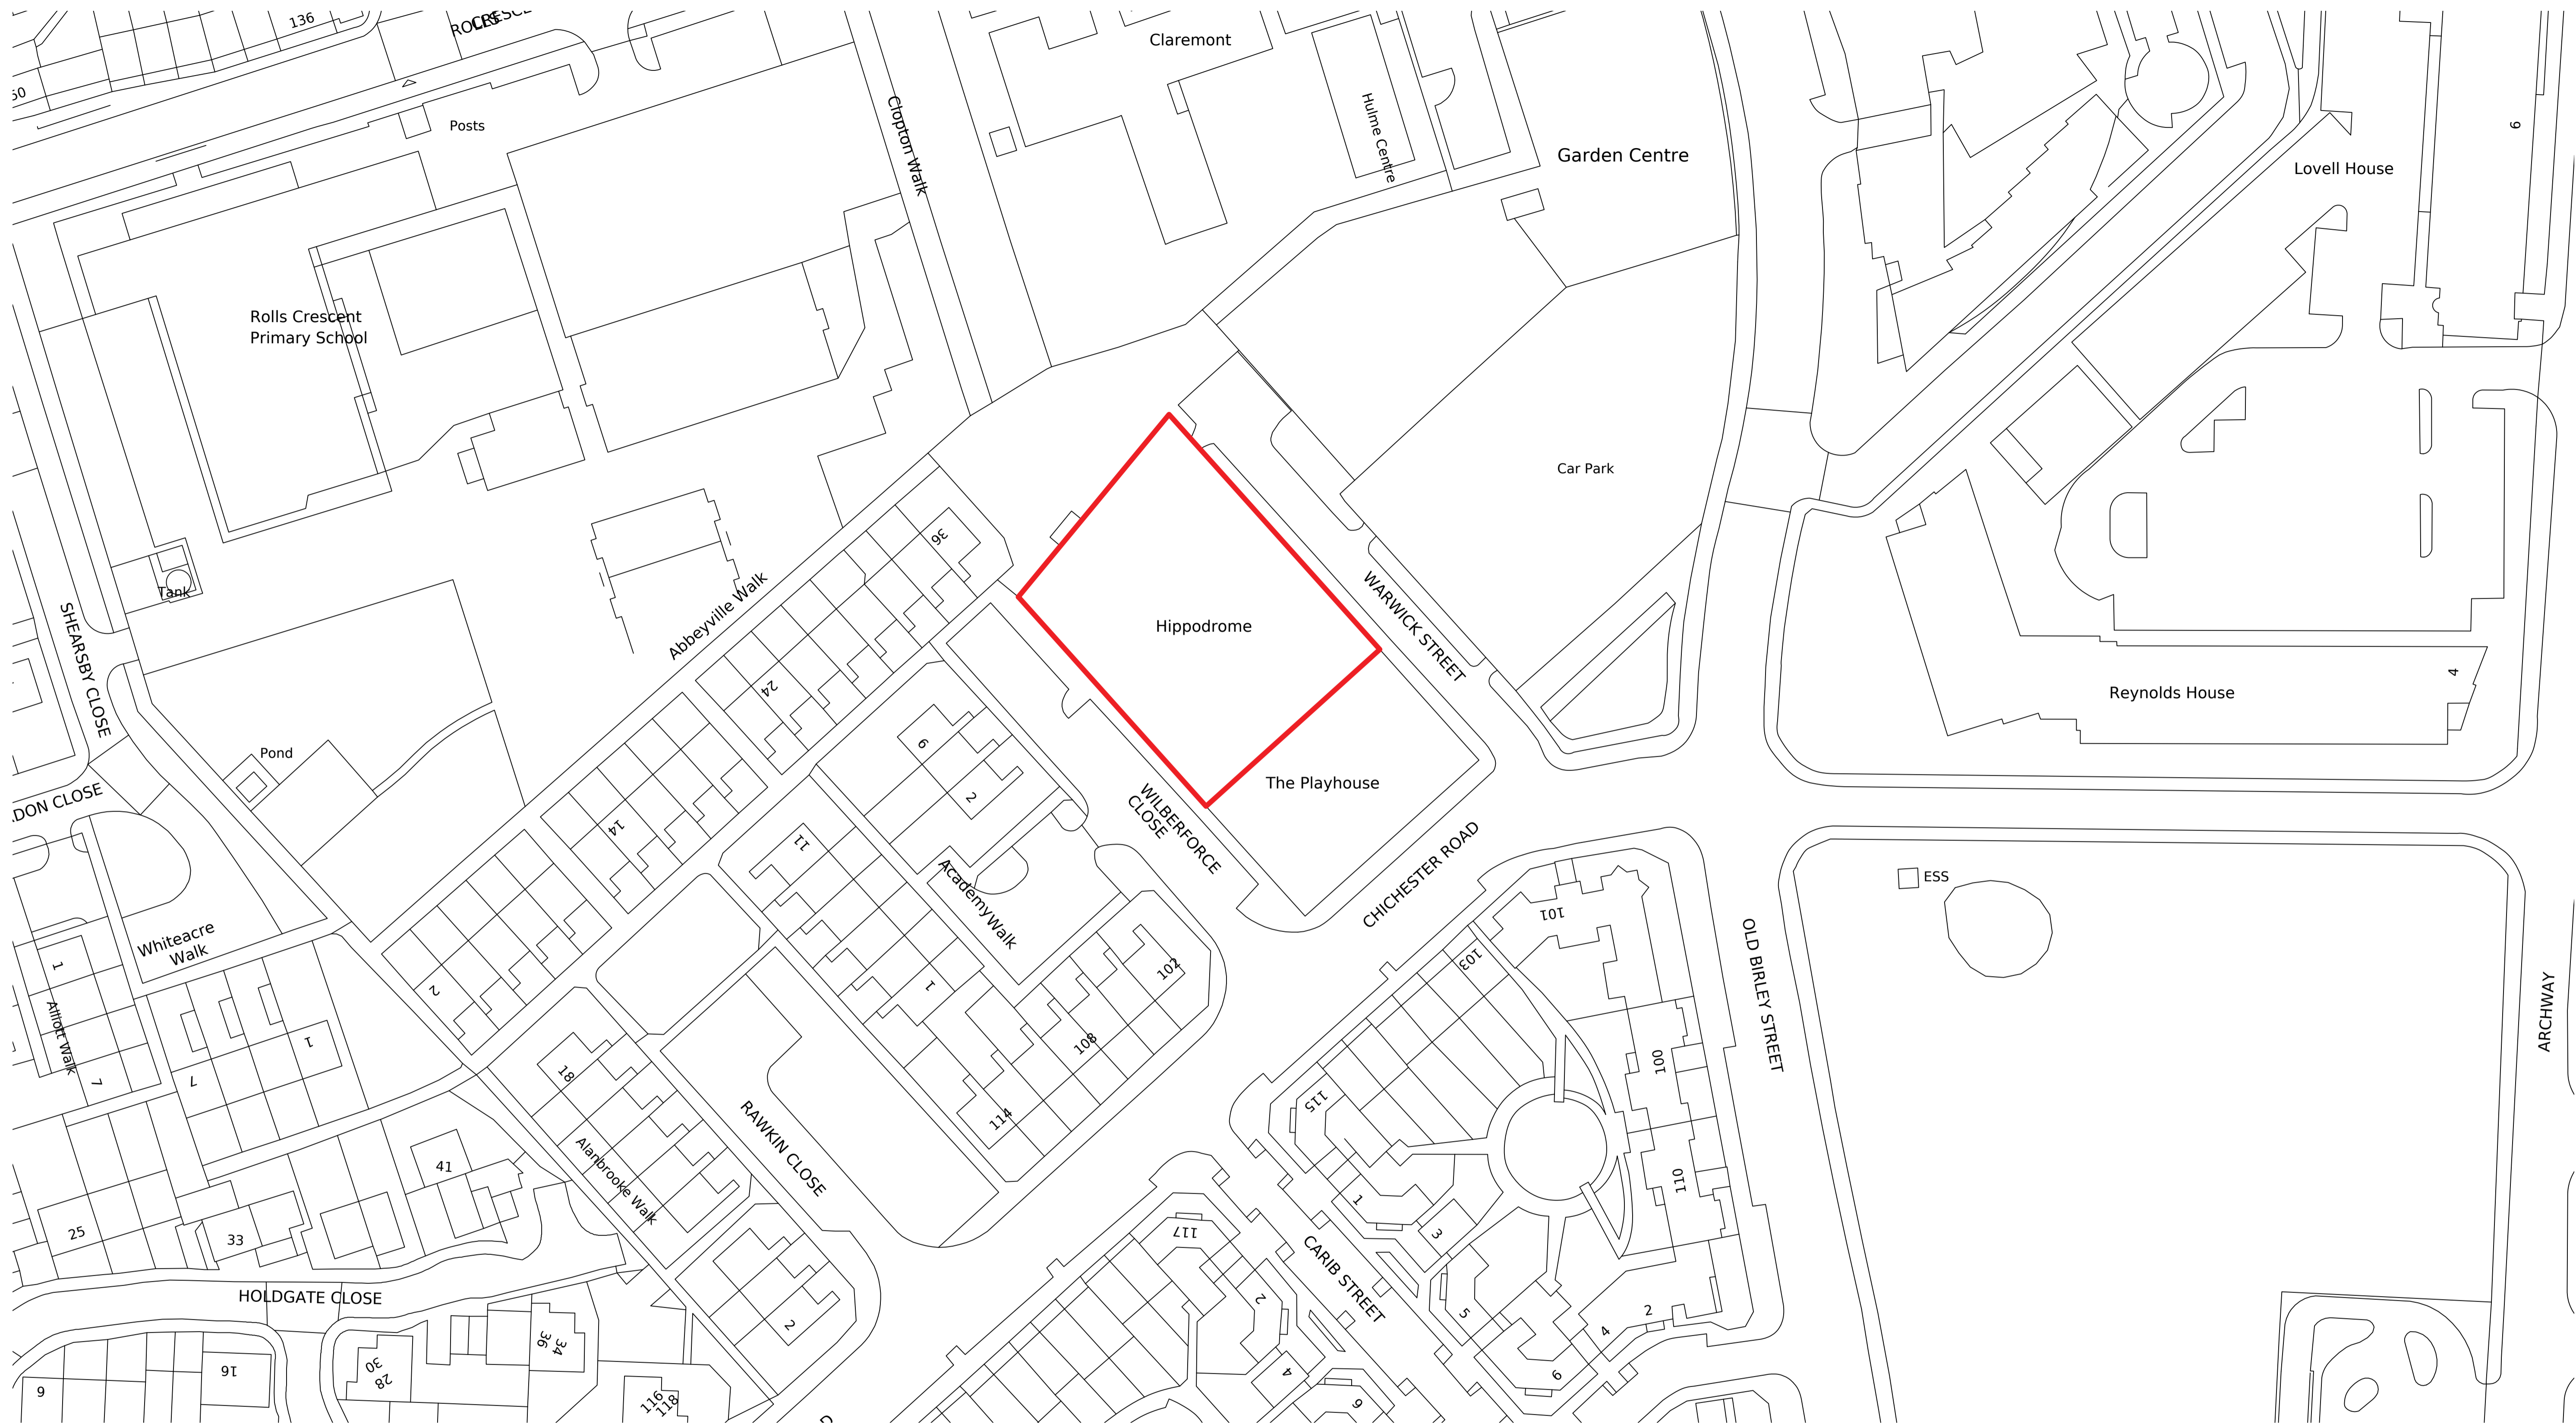 136
ROLLS
CRESCE
50
Posts
Clopton Walk
Claremont
Hulme Centre
Garden Centre
Lovell House
6
Rolls Crescent
Primary School
Tank
SHEARSBY CLOSE
Abbeyville Walk
36
24
14
2
Hippodrome
WARWICK STREET
Car Park
Reynolds House
4
Pond
DON CLOSE
6
2
The Playhouse
WILBERFORCE
CLOSE
CHICHESTER ROAD
11
Academy Walk
1
Whiteacre
Walk
1
Alliott Walk
7
7
1
102
108
114
101
103
115
100
110
OLD BIRLEY STREET
ESS
ARCHWAY
18
Alanbrooke Walk
RAWKIN CLOSE
41
25
33
HOLDGATE CLOSE
2
117
CARIB STREET
1
3
5
2
4
6
2
4
6
36
34
30
28
16
9
116
118